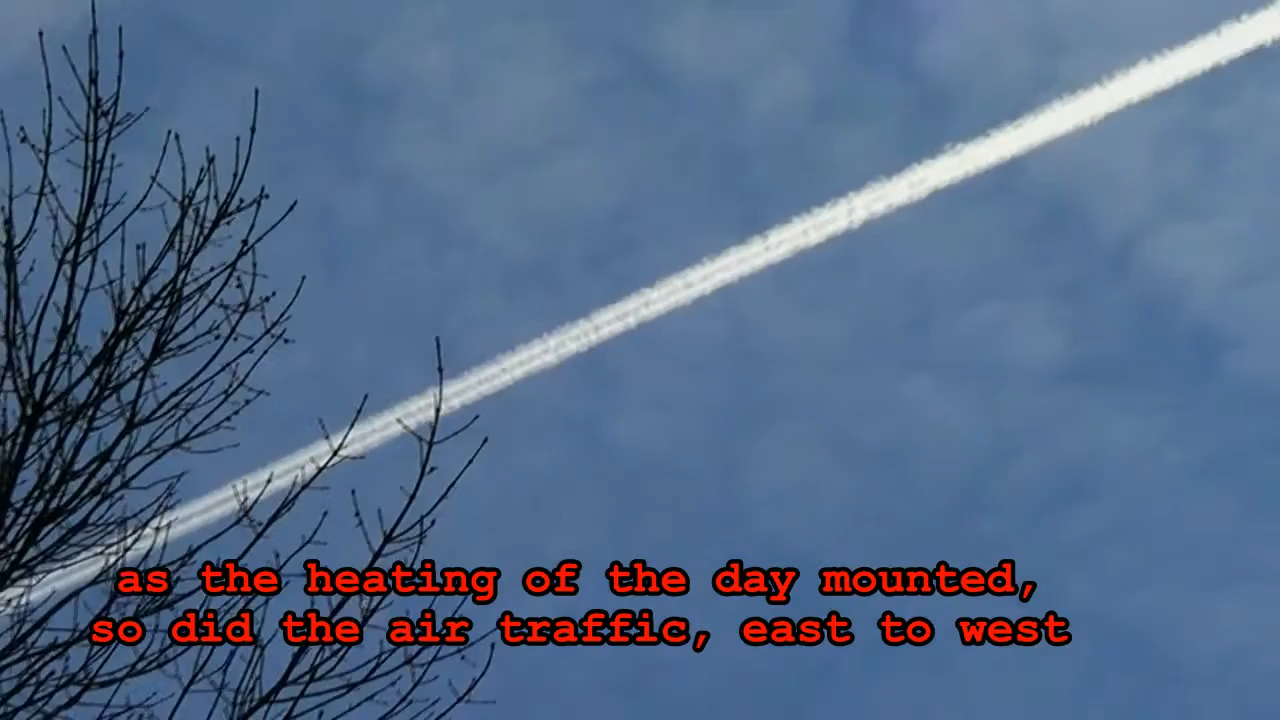 as the heating of the day mounted,
so did the air traffic, east to west